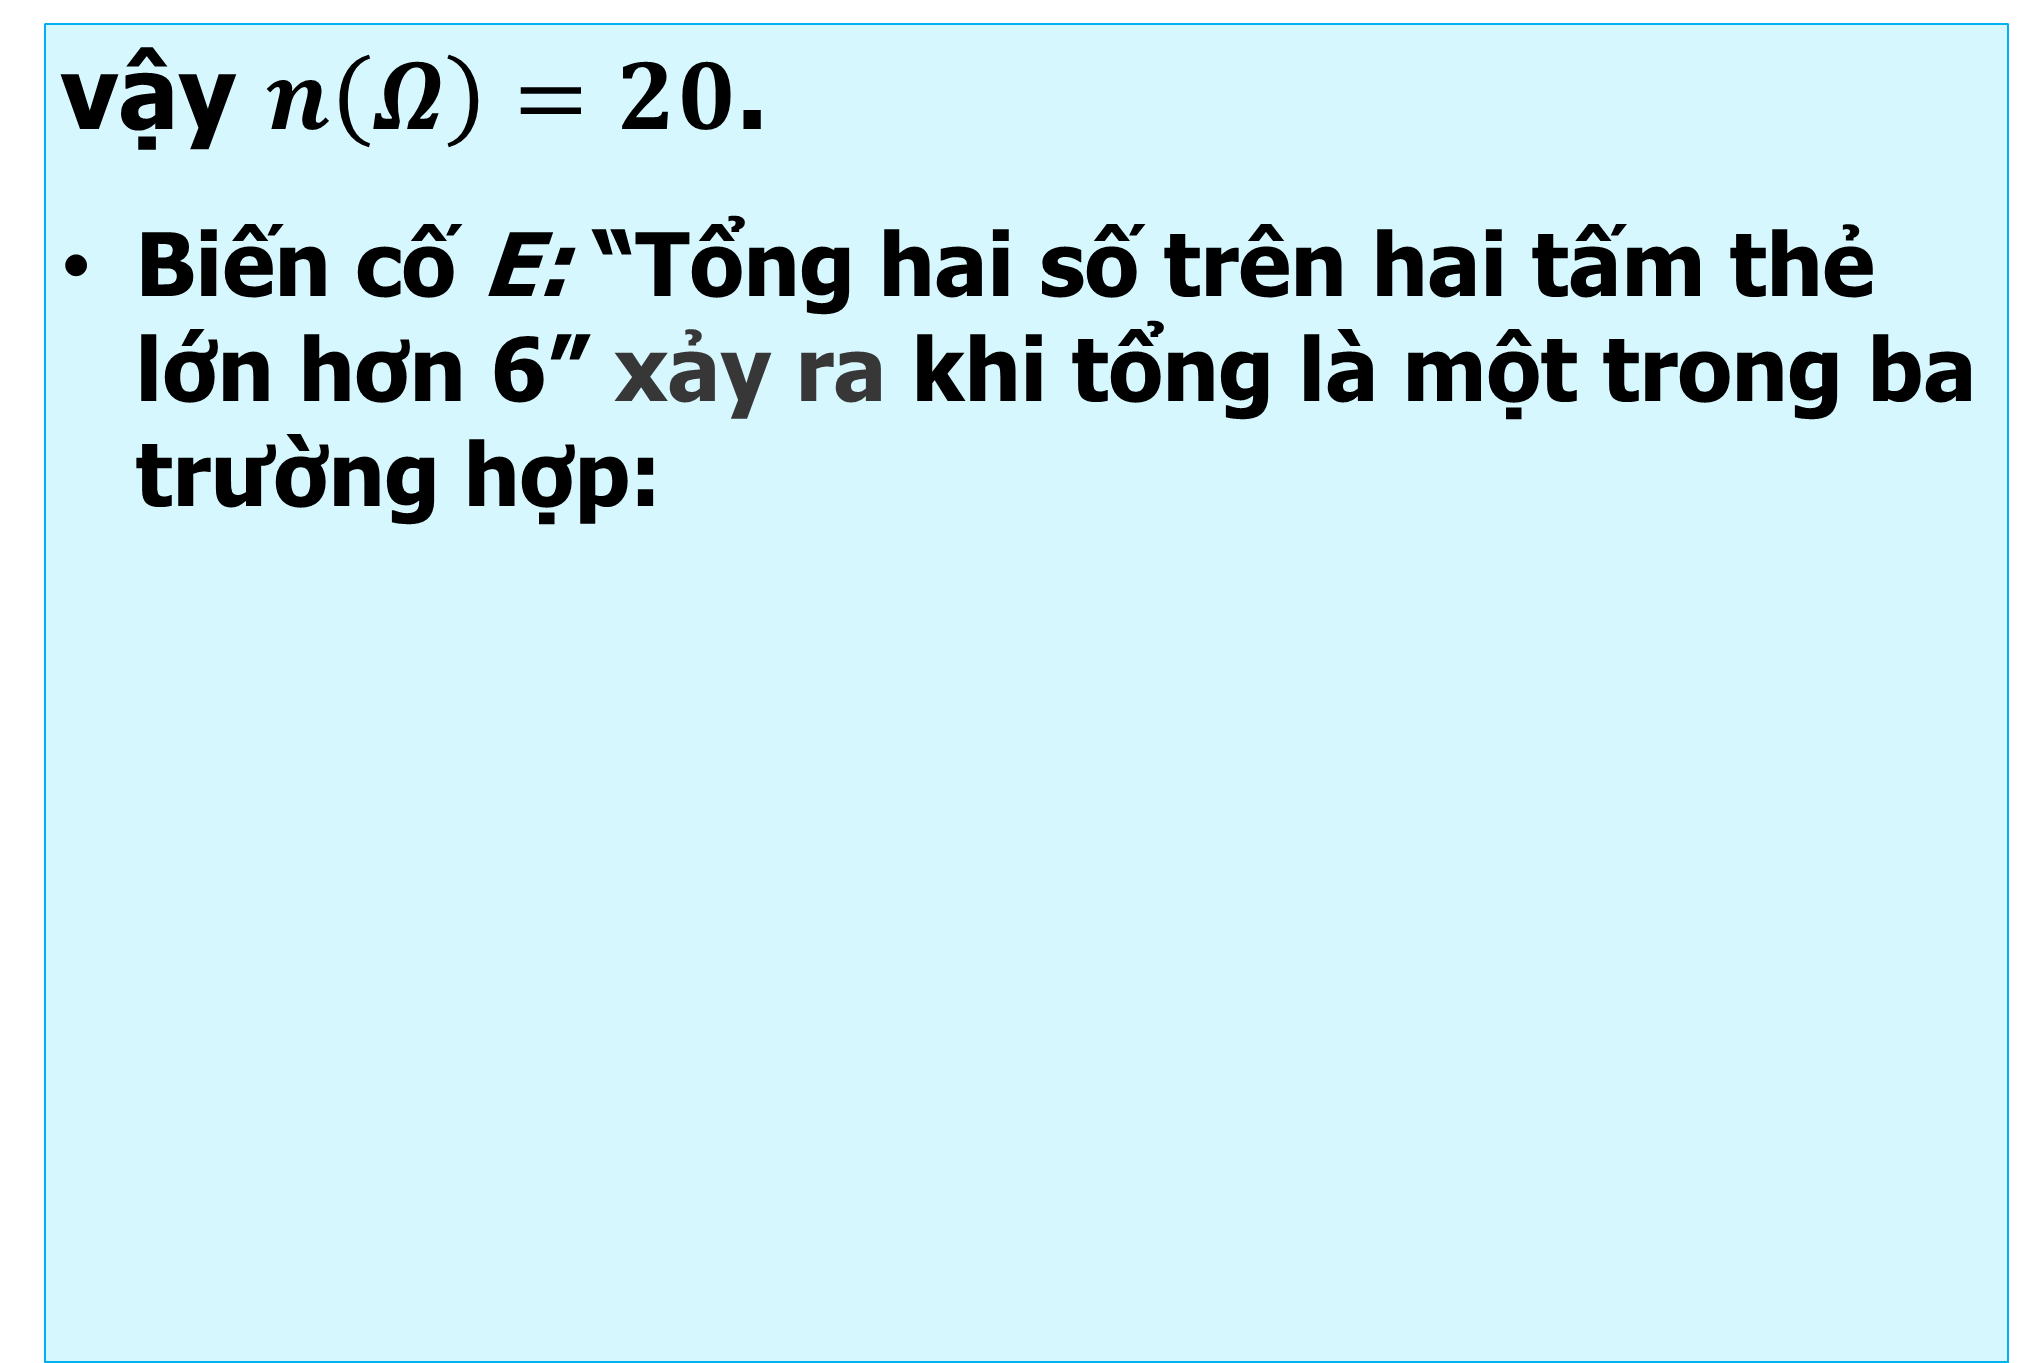 vậy 𝒏(𝜴) = 𝟐𝟎.
• Biến cố E: “Tổng hai số trên hai tấm thẻ
lớn hơn 6” xảy ra khi tổng là một trong ba
trường hợp: